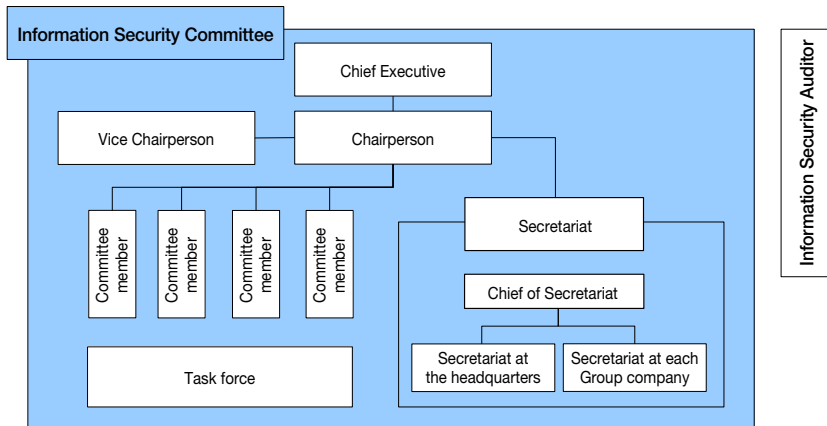 Information Security Committee
Chief Executive
Vice Chairperson
Chairperson
Committee
member
Committee
member
Committee
member
Committee
member
Secretariat
Chief of Secretariat
Secretariat at
the headquarters
Secretariat at each
Group company
Task force
Information Security Auditor